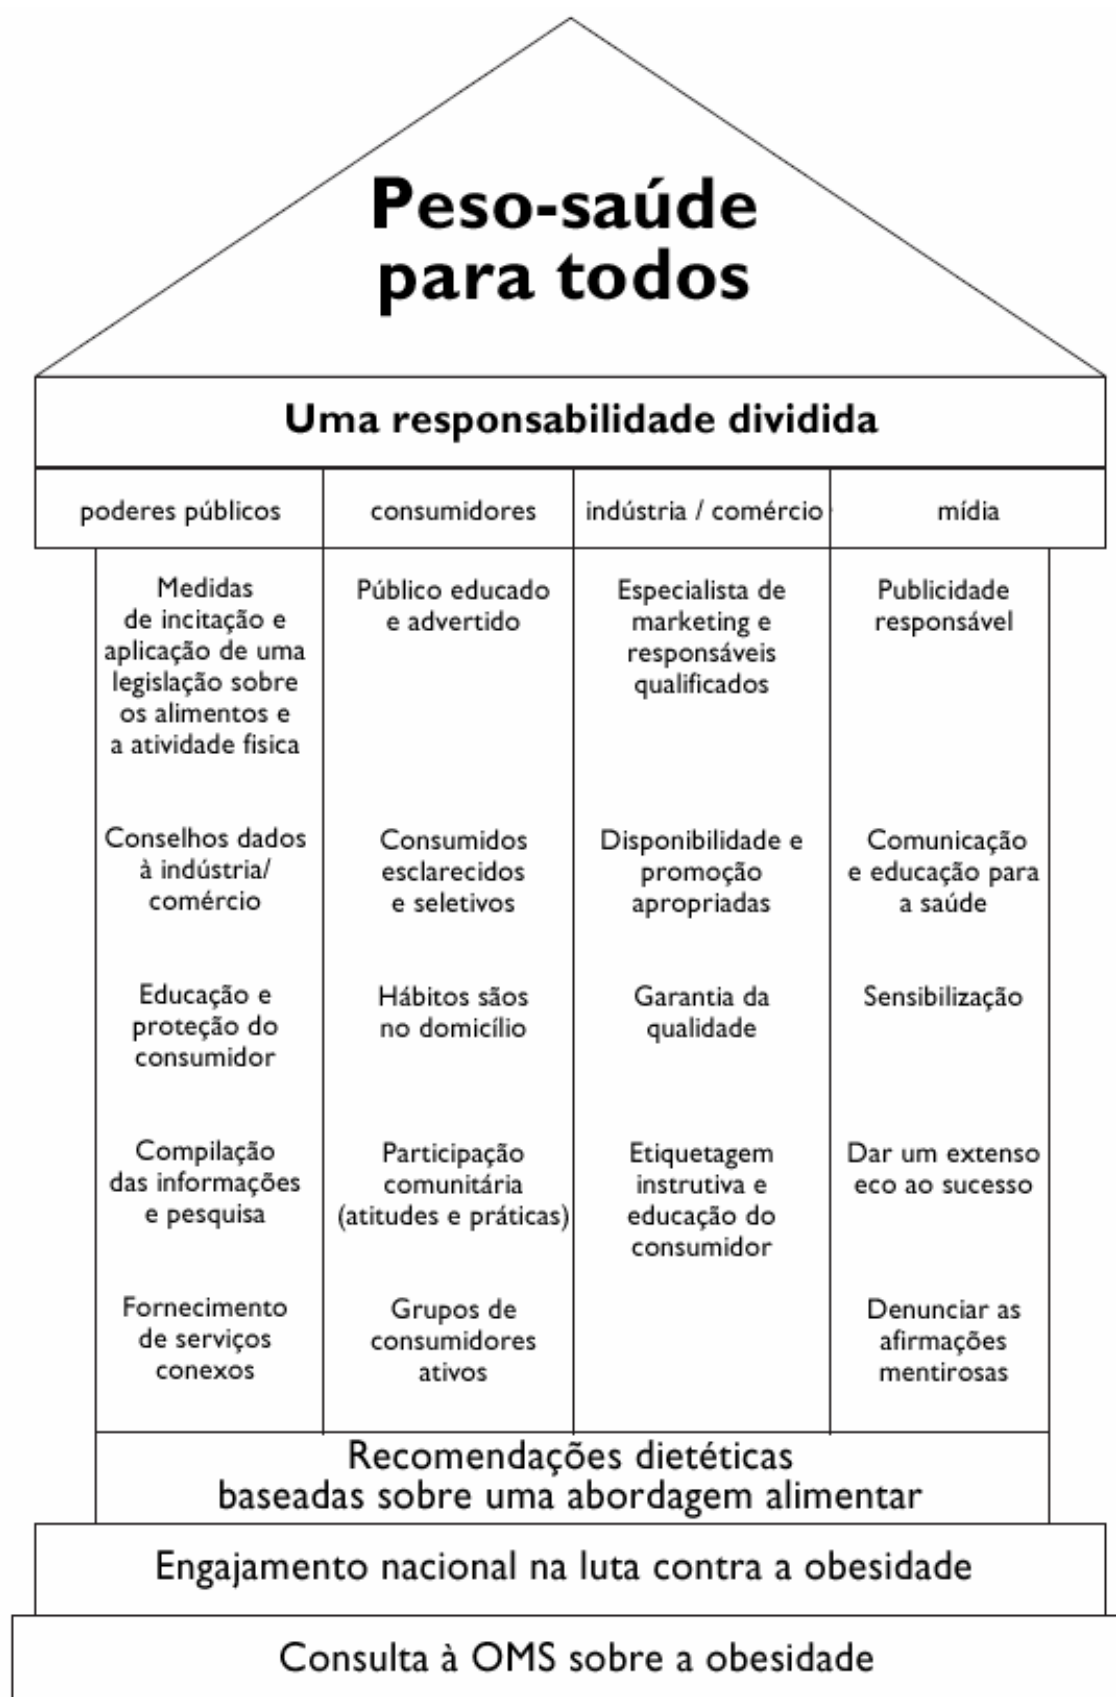 Peso-saúde
para todos
Uma responsabilidade dividida
poderes públicos
consumidores
indústria / comércio
mídia
Medidas
de incitação e
aplicação de uma
legislação sobre
os alimentos e
a atividade fisica
Conselhos dados
à indústria/
comércio
Educação e
proteção do
consumidor
Compilação
das informações
e pesquisa
Fornecimento
de serviços
conexos
Público educado
e advertido
Consumidos
esclarecidos
e seletivos
Hábitos sãos
no domicílio
Participação
comunitária
(atitudes e práticas)
Grupos de
consumidores
ativos
Especialista de
marketing e
responsáveis
qualificados
Disponibilidade e
promoção
apropriadas
Garantia da
qualidade
Etiquetagem
instrutiva e
educação do
consumidor
Publicidade
responsável
Comunicação
e educação para
a saúde
Sensibilização
Dar um extenso
eco ao sucesso
Denunciar as
afirmações
mentirosas
Recomendações dietéticas
baseadas sobre uma abordagem alimentar
Engajamento nacional na luta contra a obesidade
Consulta à OMS sobre a obesidade